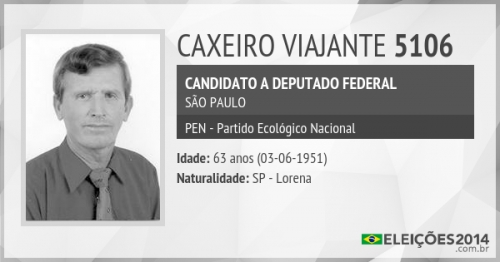 CAXEIRO VIAJANTE 5106
CANDIDATO A DEPUTADO FEDERAL
SÃO PAULO
PEN - Partido Ecológico Nacional
Idade: 63 anos (03-06-1951)
Naturalidade: SP - Lorena
ELEIÇÕES2014
.com.br